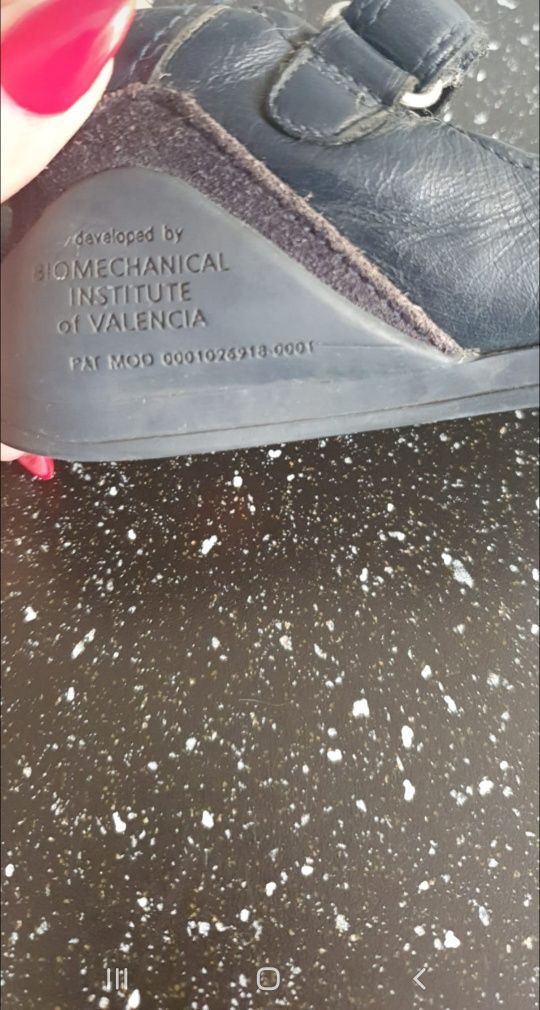 developed by
BIOMECHANICAL
INSTITUTE
of VALENCIA
PAT MOD 0001026918-0001